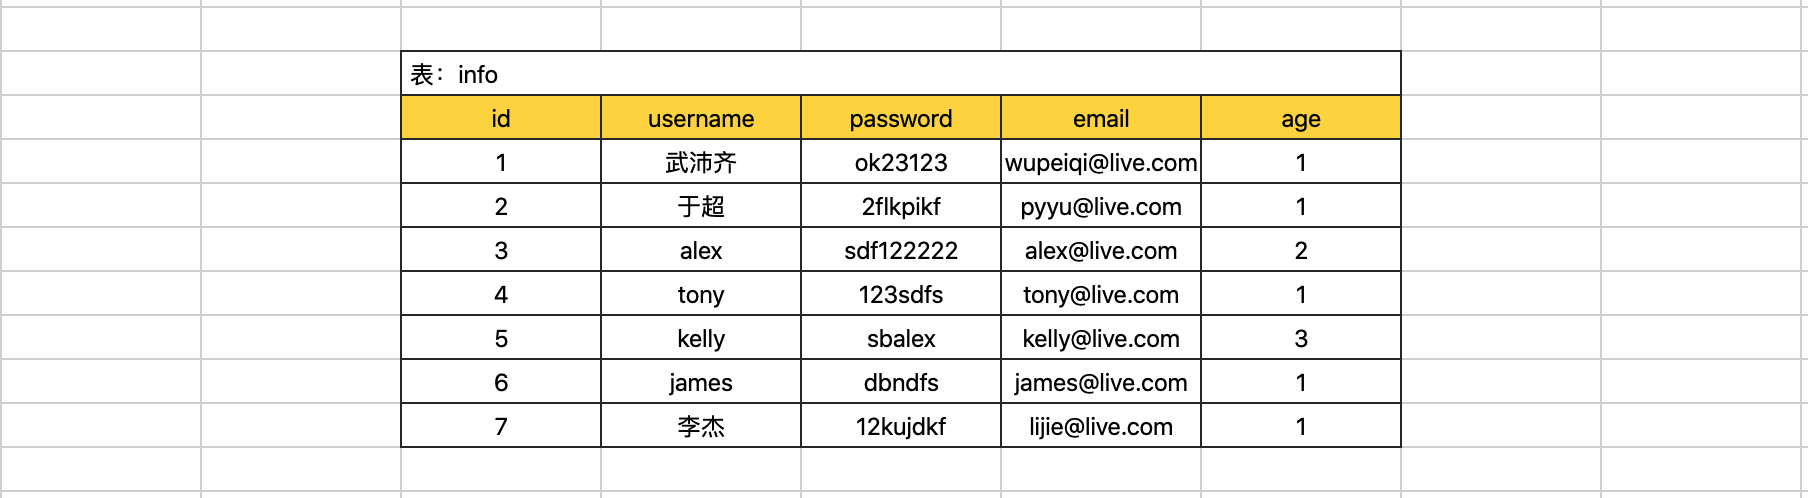 表：info
id username password email age
1 武沛齐 ok23123 wupeiqi@live.com 1
2 于超 2flkpikf pyyu@live.com 1
3 alex sdf122222 alex@live.com 2
4 tony 123sdfs tony@live.com 1
5 kelly sbalex kelly@live.com 3
6 james dbndfs james@live.com 1
7 李杰 12kujdkf lijie@live.com 1